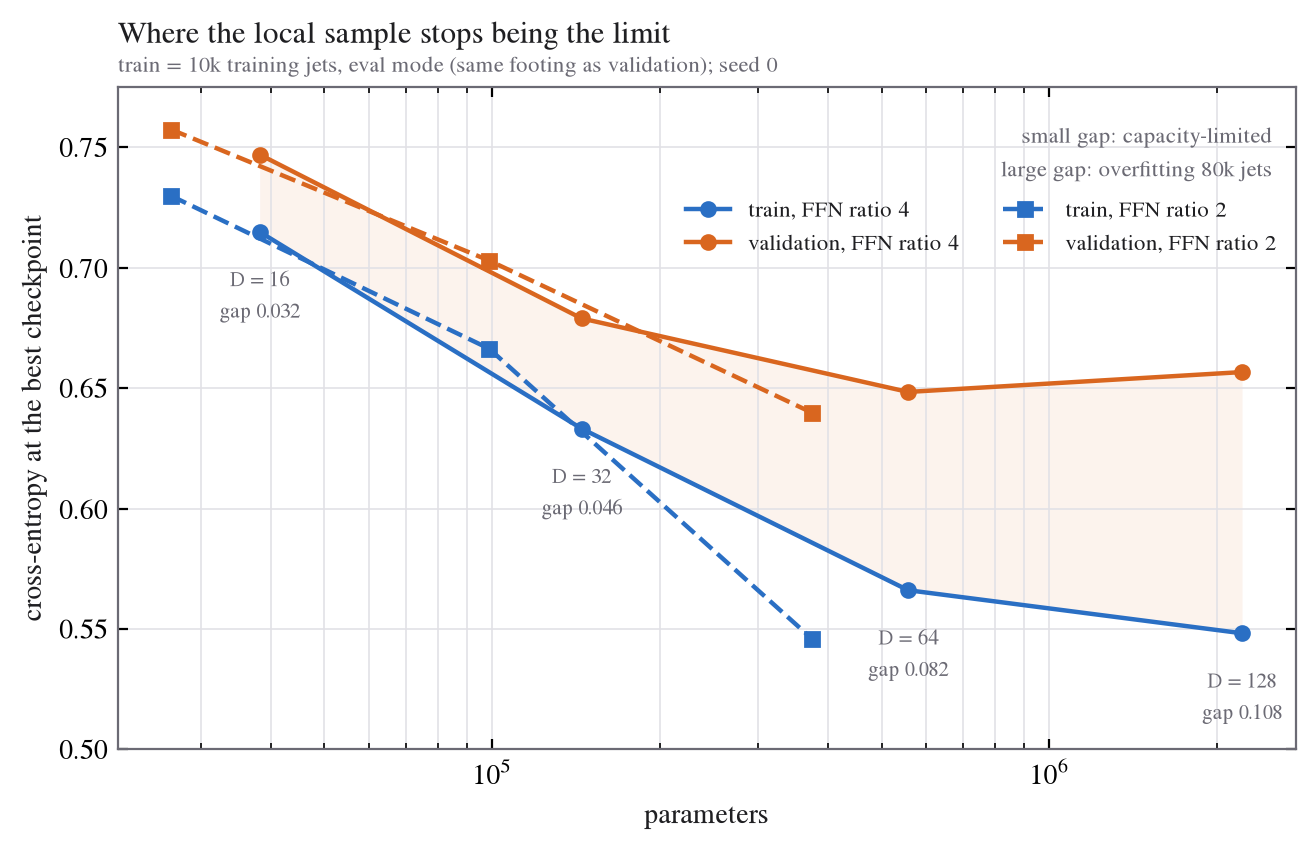 Where the local sample stops being the limit
train = 10k training jets, eval mode (same footing as validation); seed 0
small gap: capacity-limited
large gap: overfitting 80k jets
train, FFN ratio 4
validation, FFN ratio 4
train, FFN ratio 2
validation, FFN ratio 2
cross-entropy at the best checkpoint
0.75
0.70
0.65
0.60
0.55
0.50
D = 16
gap 0.032
D = 32
gap 0.046
D = 64
gap 0.082
D = 128
gap 0.108
10⁵
10⁶
parameters